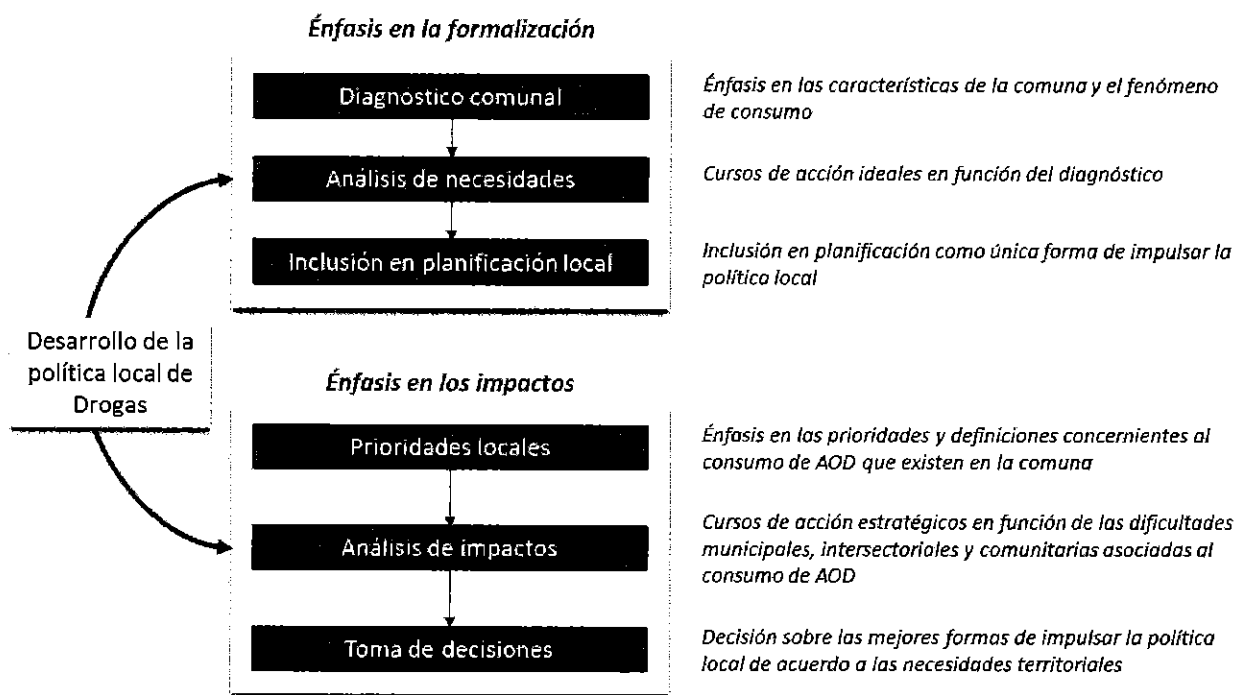 Énfasis en la formalización
Diagnóstico comunal
Énfasis en las características de la comuna y el fenómeno
de consumo
Análisis de necesidades
Cursos de acción ideales en función del diagnóstico
Inclusión en planificación local
Inclusión en planificación como única forma de impulsar la
política local
Desarrollo de la
política local de
Drogas
Énfasis en los impactos
Prioridades locales
Énfasis en las prioridades y definiciones concernientes al
consumo de AOD que existen en la comuna
Análisis de impactos
Cursos de acción estratégicos en función de las dificultades
municipales, intersectoriales y comunitarias asociadas al
consumo de AOD
Toma de decisiones
Decisión sobre las mejores formas de impulsar la política
local de acuerdo a las necesidades territoriales